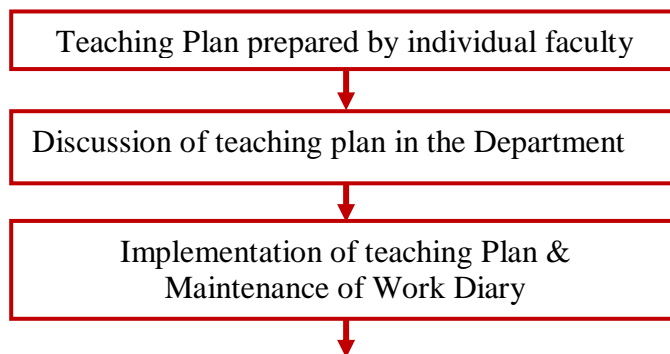 Teaching Plan prepared by individual faculty
Discussion of teaching plan in the Department
Implementation of teaching Plan &
Maintenance of Work Diary